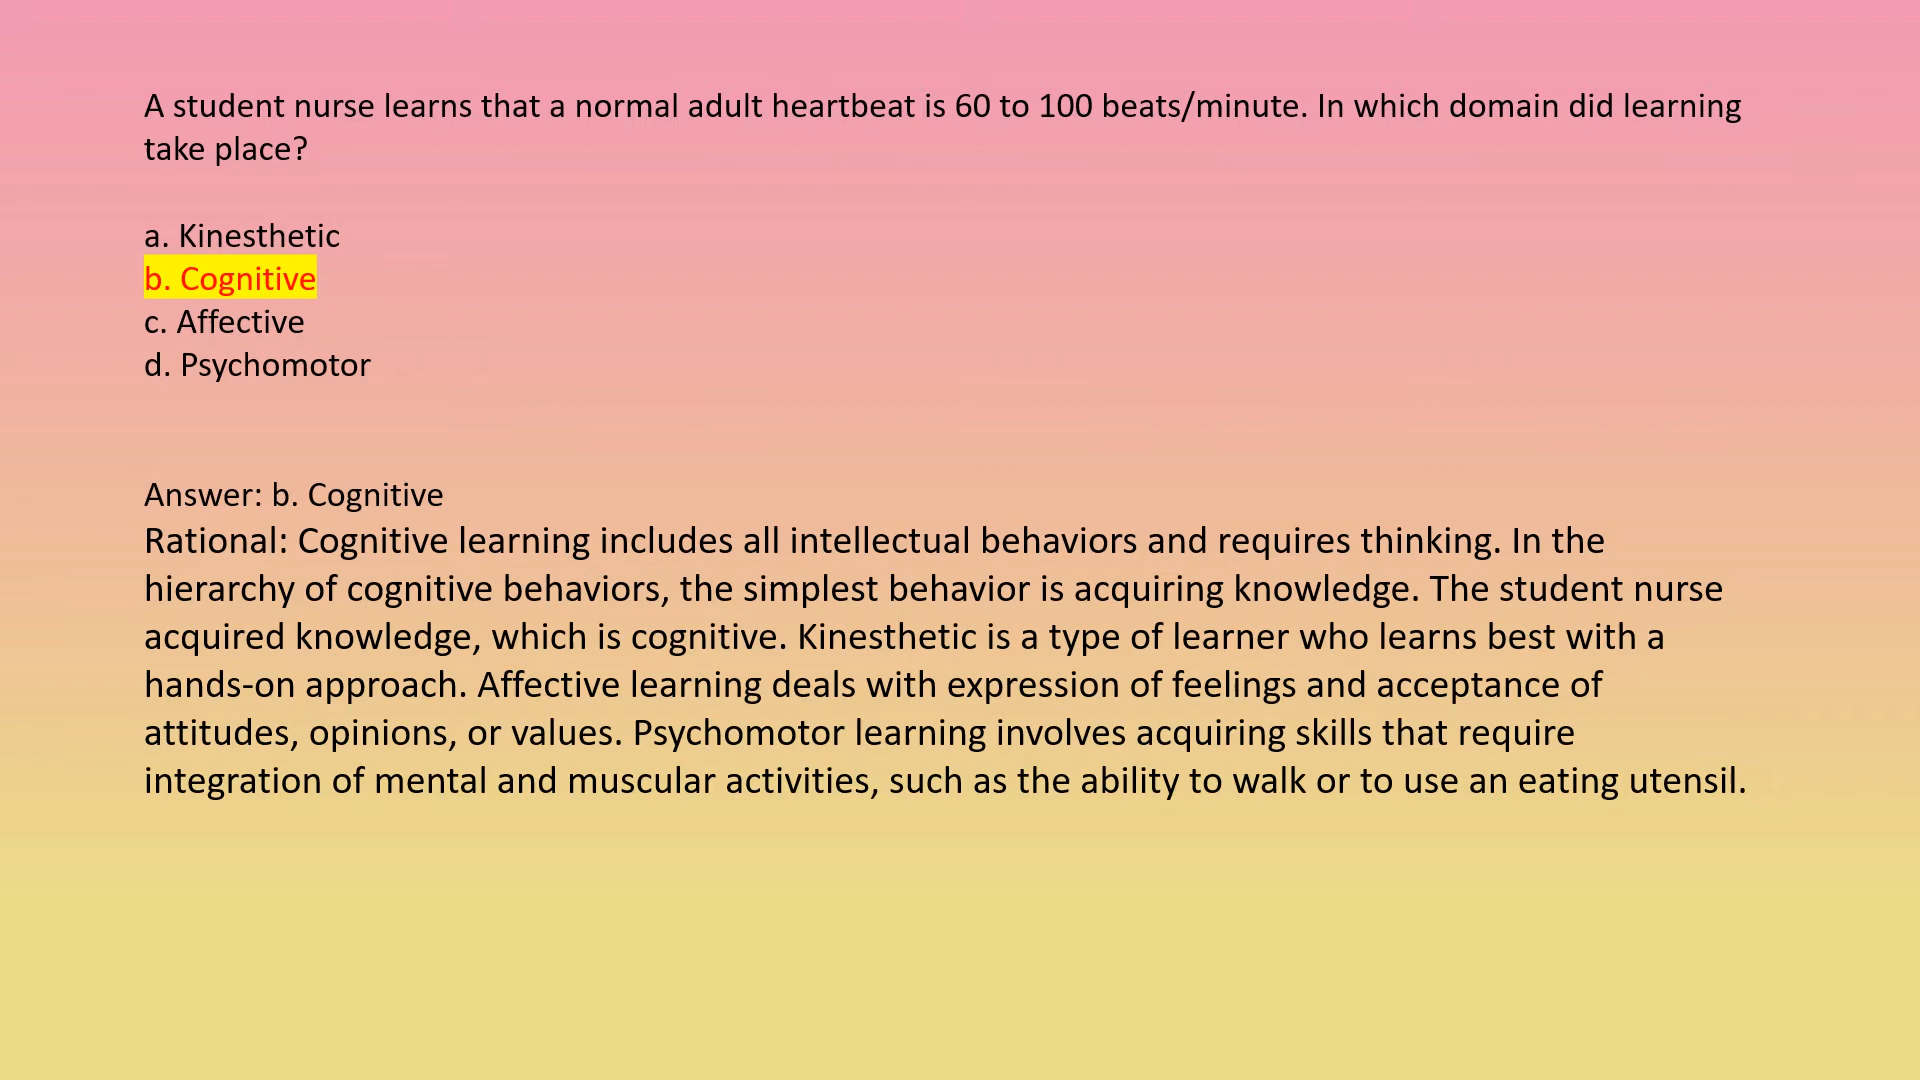 A student nurse learns that a normal adult heartbeat is 60 to 100 beats/minute. In which domain did learning
take place?
a. Kinesthetic
b. Cognitive
c. Affective
d. Psychomotor
Answer: b. Cognitive
Rational: Cognitive learning includes all intellectual behaviors and requires thinking. In the
hierarchy of cognitive behaviors, the simplest behavior is acquiring knowledge. The student nurse
acquired knowledge, which is cognitive. Kinesthetic is a type of learner who learns best with a
hands-on approach. Affective learning deals with expression of feelings and acceptance of
attitudes, opinions, or values. Psychomotor learning involves acquiring skills that require
integration of mental and muscular activities, such as the ability to walk or to use an eating utensil.